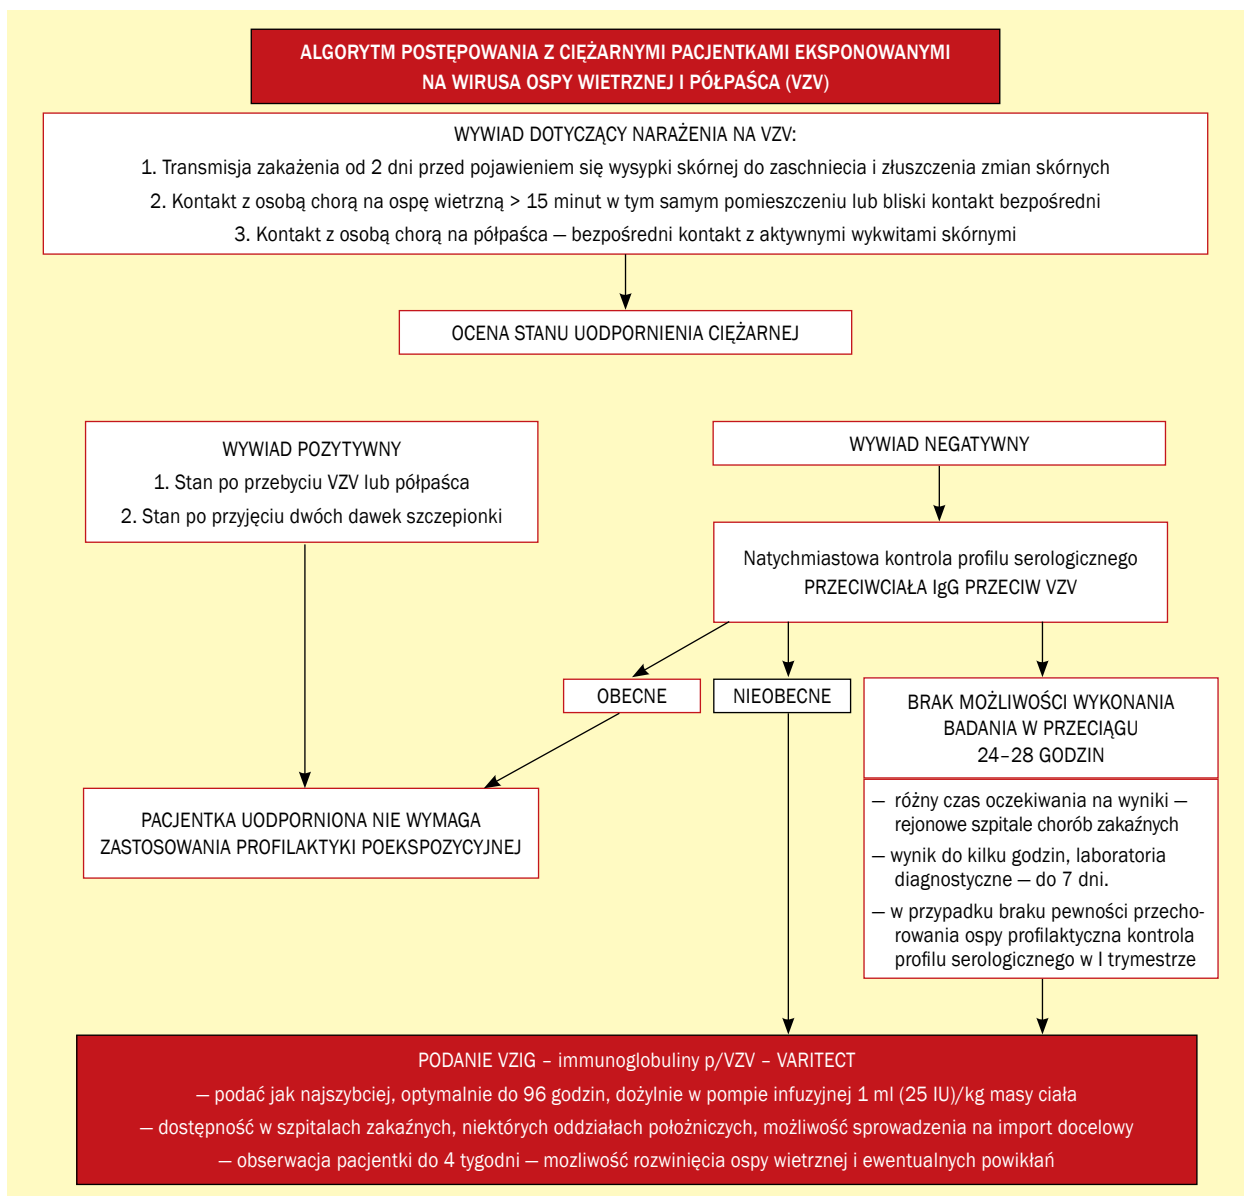 ALGORYTM POSTĘPOWANIA Z CIĘŻARNYMI PACJENTKAMI EKSPONOWANYMI
NA WIRUSA OSPY WIETRZNEJ I PÓŁPAŚCA (VZV)
WYWIAD DOTYCZĄCY NARAŻENIA NA VZV:
1. Transmisja zakażenia od 2 dni przed pojawieniem się wysypki skórnej do zaschniecia i złuszczenia zmian skórnych
2. Kontakt z osobą chorą na ospę wietrzną > 15 minut w tym samym pomieszczeniu lub bliski kontakt bezpośredni
3. Kontakt z osobą chorą na półpaśca — bezpośredni kontakt z aktywnymi wykwitami skórnymi
OCENA STANU UODPORNIENIA CIĘŻARNEJ
WYWIAD POZYTYWNY
1. Stan po przebyciu VZV lub półpaśca
2. Stan po przyjęciu dwóch dawek szczepionki
WYWIAD NEGATYWNY
Natychmiastowa kontrola profilu serologicznego
PRZECIWCIAŁA IgG PRZECIW VZV
OBECNE
NIEOBECNE
BRAK MOŻLIWOŚCI WYKONANIA
BADANIA W PRZECIĄGU
24–28 GODZIN
— różny czas oczekiwania na wyniki —
rejonowe szpitale chorób zakaźnych
— wynik do kilku godzin, laboratoria
diagnostyczne — do 7 dni.
— w przypadku braku pewności przecho-
rowania ospy profilaktyczna kontrola
profilu serologicznego w I trymestrze
PACJENTKA UODPORNIONA NIE WYMAGA
ZASTOSOWANIA PROFILAKTYKI POEKSPOZYCYJNEJ
PODANIE VZIG – immunoglobuliny p/VZV – VARITECT
— podać jak najszybciej, optymalnie do 96 godzin, dożylnie w pompie infuzyjnej 1 ml (25 IU)/kg masy ciała
— dostępność w szpitalach zakaźnych, niektórych oddziałach położniczych, możliwość sprowadzenia na import docelowy
— obserwacja pacjentki do 4 tygodni — mozliwość rozwinięcia ospy wietrznej i ewentualnych powikłań